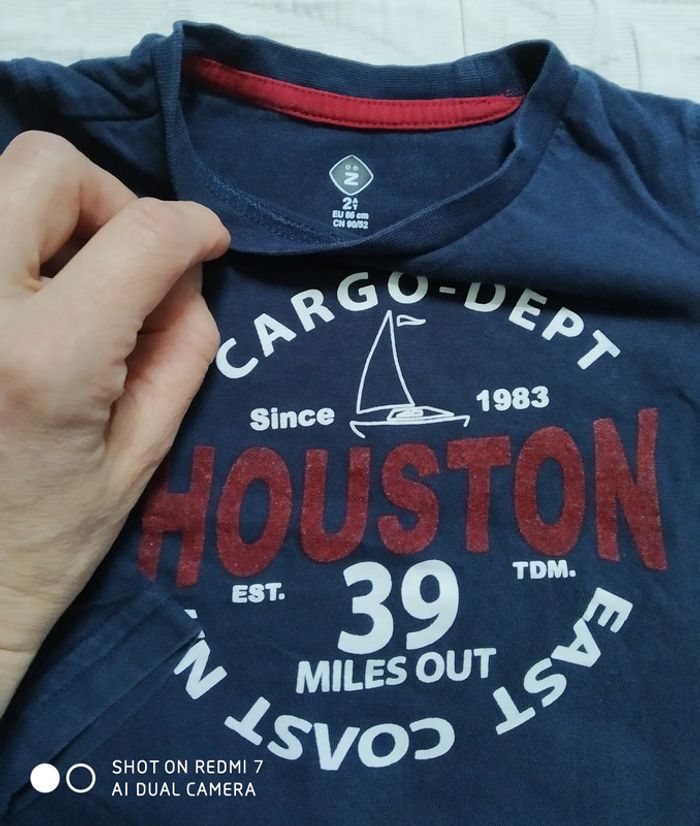 Z
2 A/Y
EU 86 cm
CN 90/52
CARGO-DEPT
Since 1983
HOUSTON
EST. TDM.
39
MILES OUT
EAST COAST N
SHOT ON REDMI 7
AI DUAL CAMERA